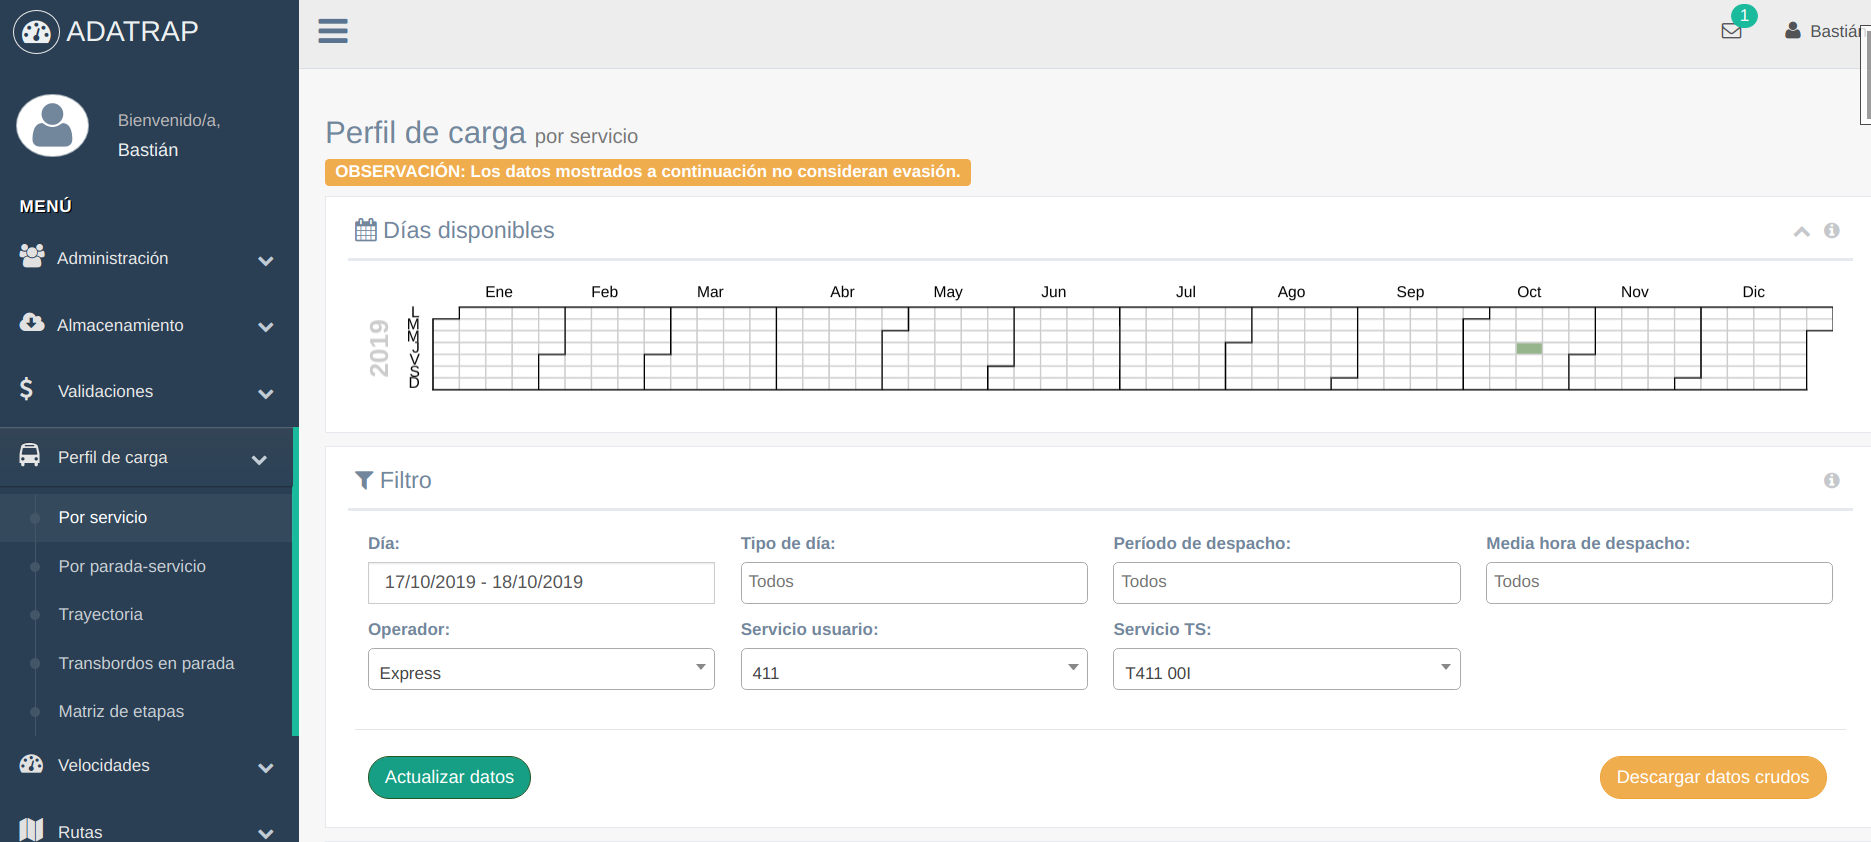 ADATRAP
1
Bastián
Bienvenido/a,
Bastián
MENÚ
Administración
Almacenamiento
Validaciones
Perfil de carga
Por servicio
Por parada-servicio
Trayectoria
Transbordos en parada
Matriz de etapas
Velocidades
Rutas
Perfil de carga por servicio
OBSERVACIÓN: Los datos mostrados a continuación no consideran evasión.
Días disponibles
Ene Feb Mar Abr May Jun Jul Ago Sep Oct Nov Dic
2019
L
M
M
J
V
S
D
Filtro
Día: Tipo de día: Período de despacho: Media hora de despacho:
17/10/2019 - 18/10/2019 Todos Todos Todos
Operador: Servicio usuario: Servicio TS:
Express 411 T411 00I
Actualizar datos Descargar datos crudos